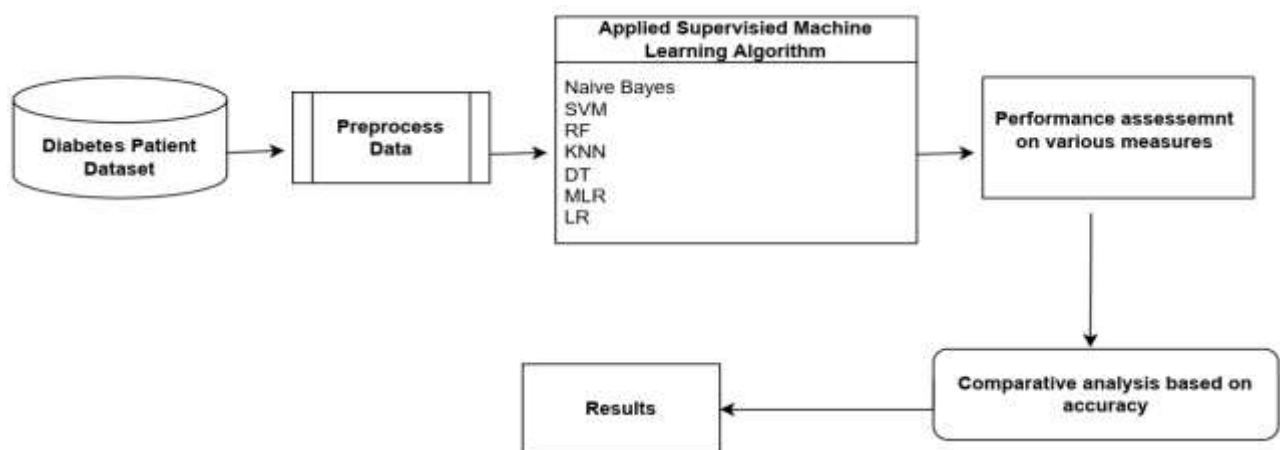 Diabetes Patient
Dataset
Preprocess
Data
Applied Supervisied Machine
Learning Algorithm
Naive Bayes
SVM
RF
KNN
DT
MLR
LR
Performance assessemnt
on various measures
Comparative analysis based on
accuracy
Results